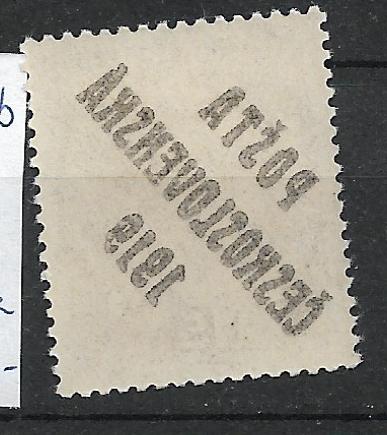 POŠTA
ČESKOSLOVENSKÁ
1919
b